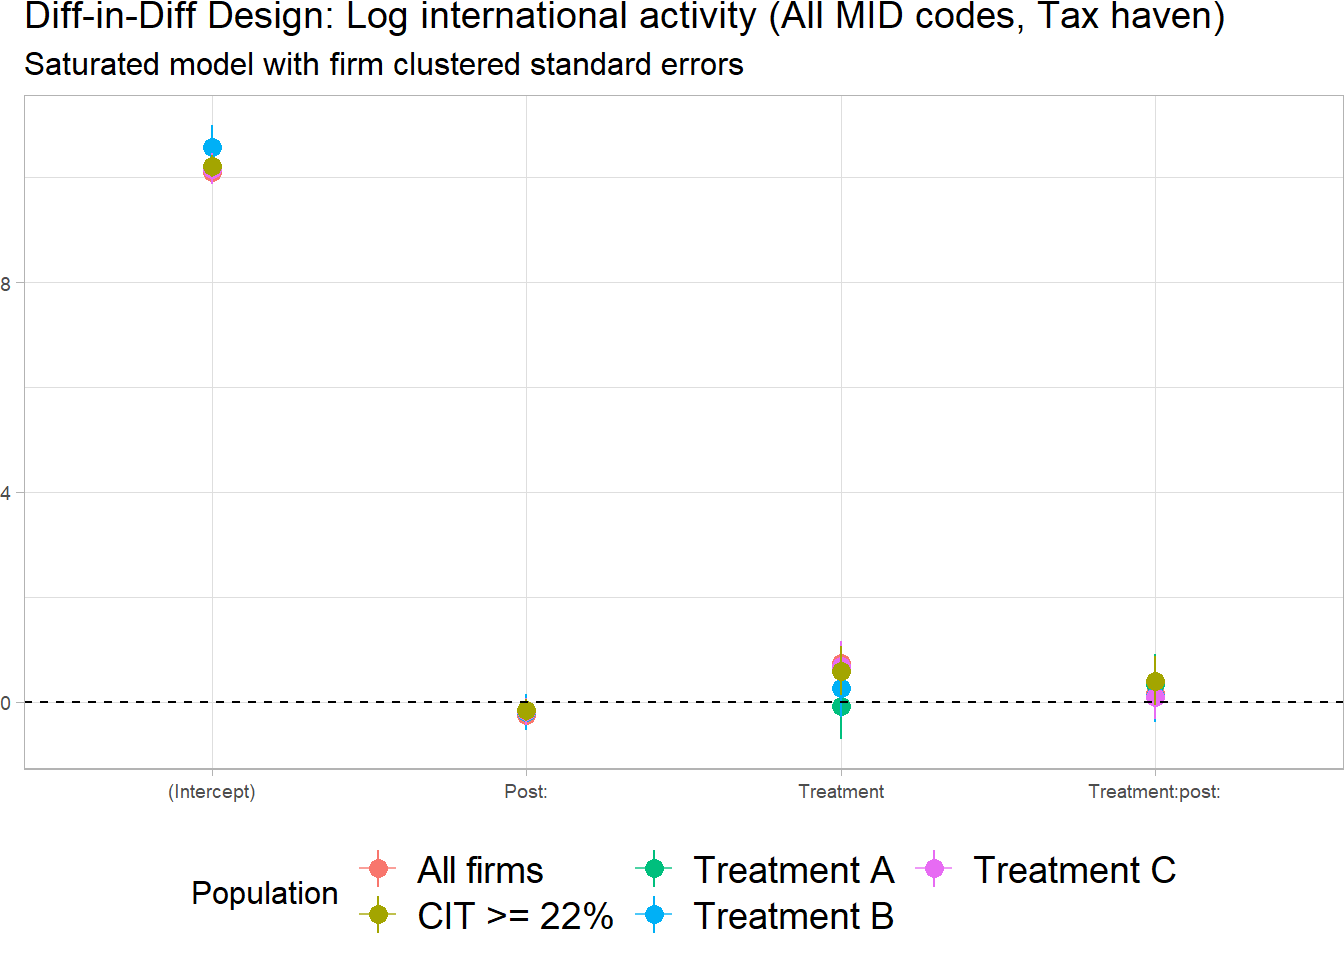 Diff-in-Diff Design: Log international activity (All MID codes, Tax haven)
Saturated model with firm clustered standard errors
8
4
0
(Intercept)
Post:
Treatment
Treatment:post:
Population
All firms
CIT >= 22%
Treatment A
Treatment B
Treatment C